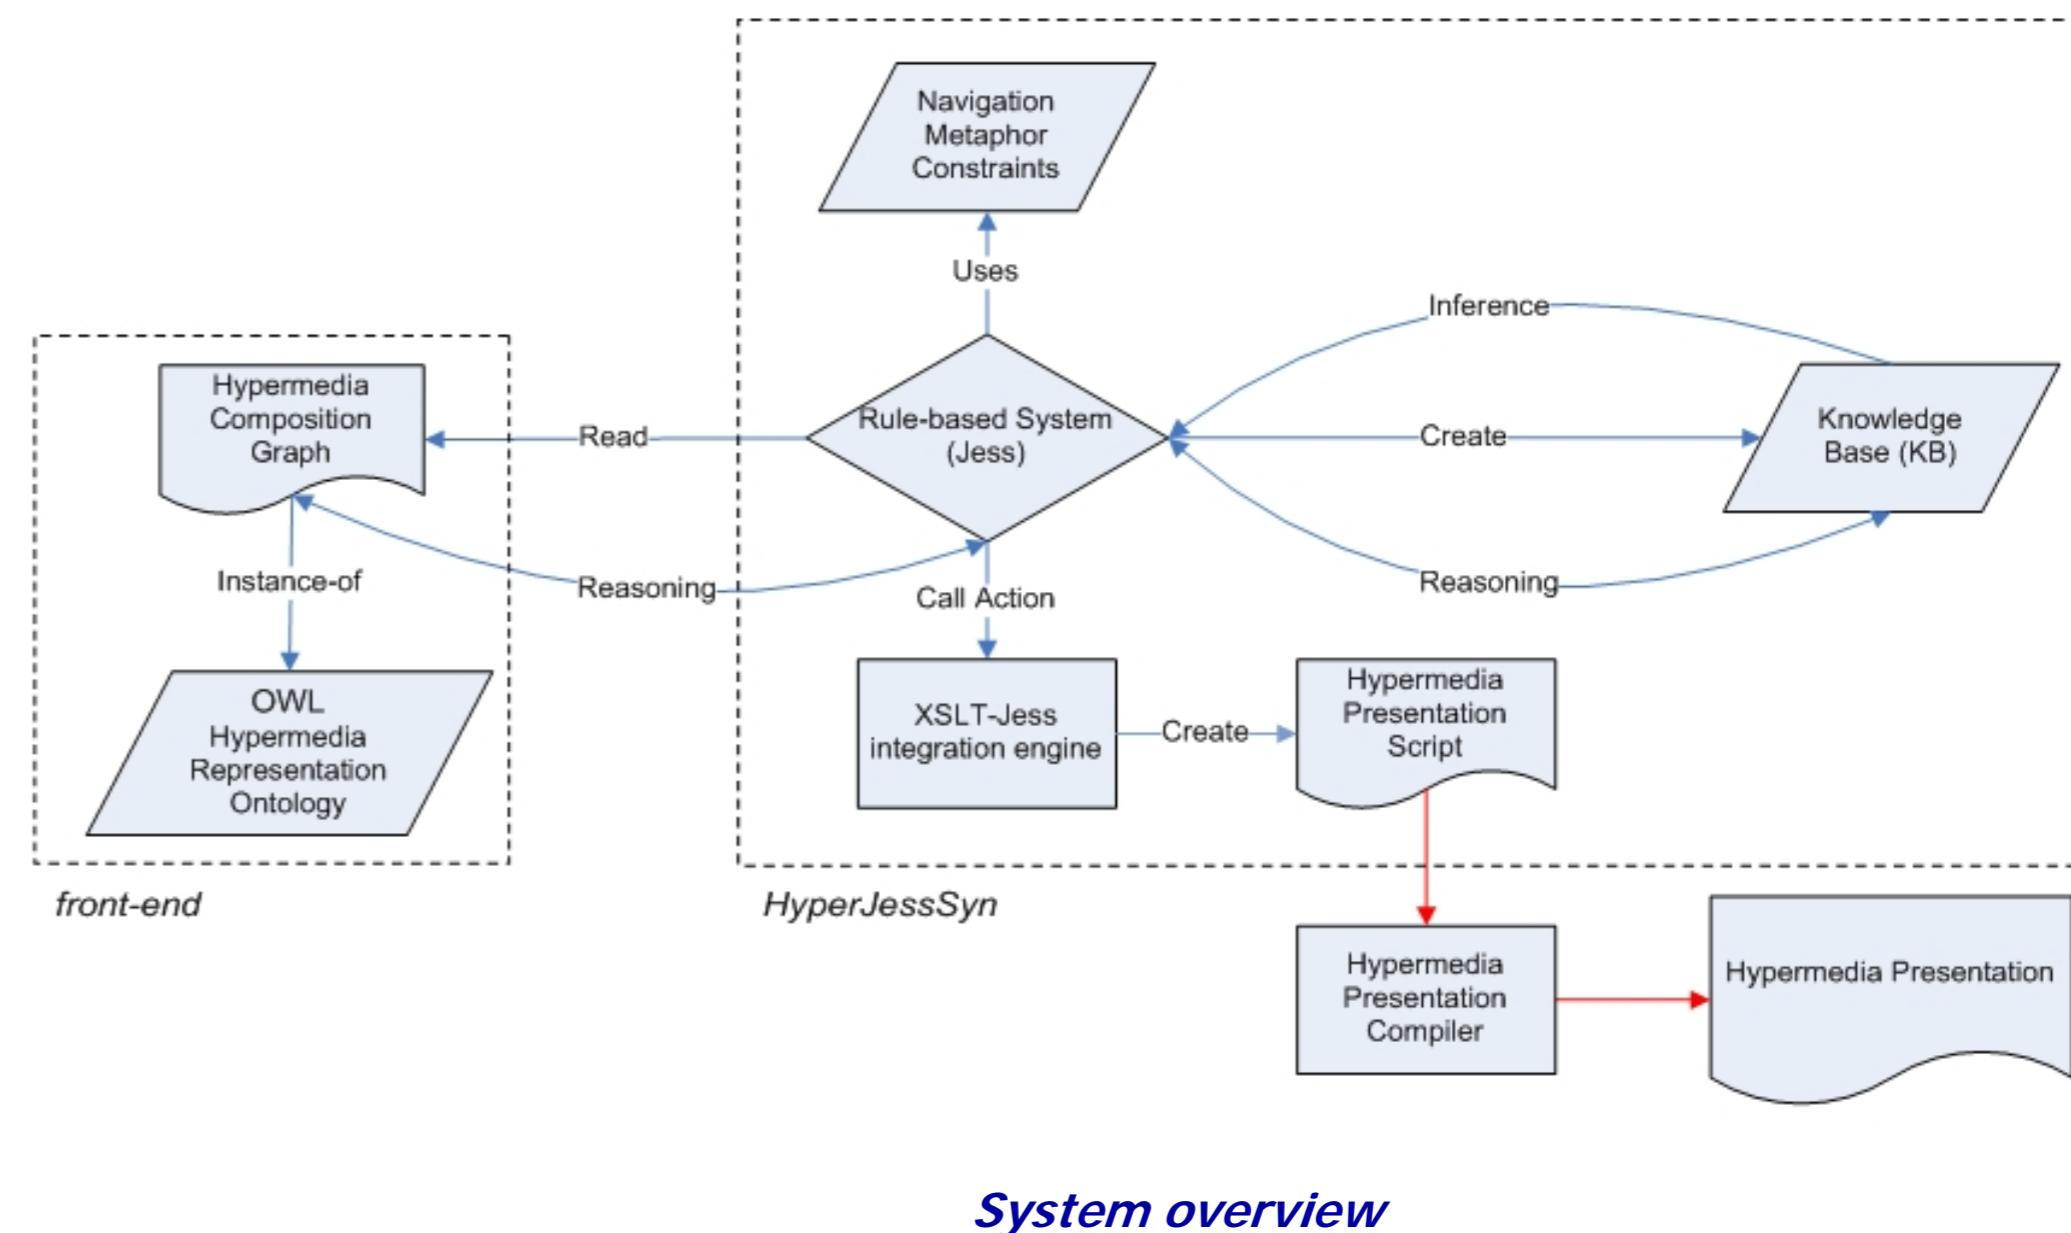 Navigation
Metaphor
Constraints
Uses
Inference
Hypermedia
Composition
Graph
Read
Rule-based System
(Jess)
Create
Knowledge
Base (KB)
Instance-of
Reasoning
Call Action
Reasoning
OWL
Hypermedia
Representation
Ontology
XSLT-Jess
integration engine
Create
Hypermedia
Presentation
Script
front-end
HyperJessSyn
Hypermedia
Presentation
Compiler
Hypermedia Presentation
System overview